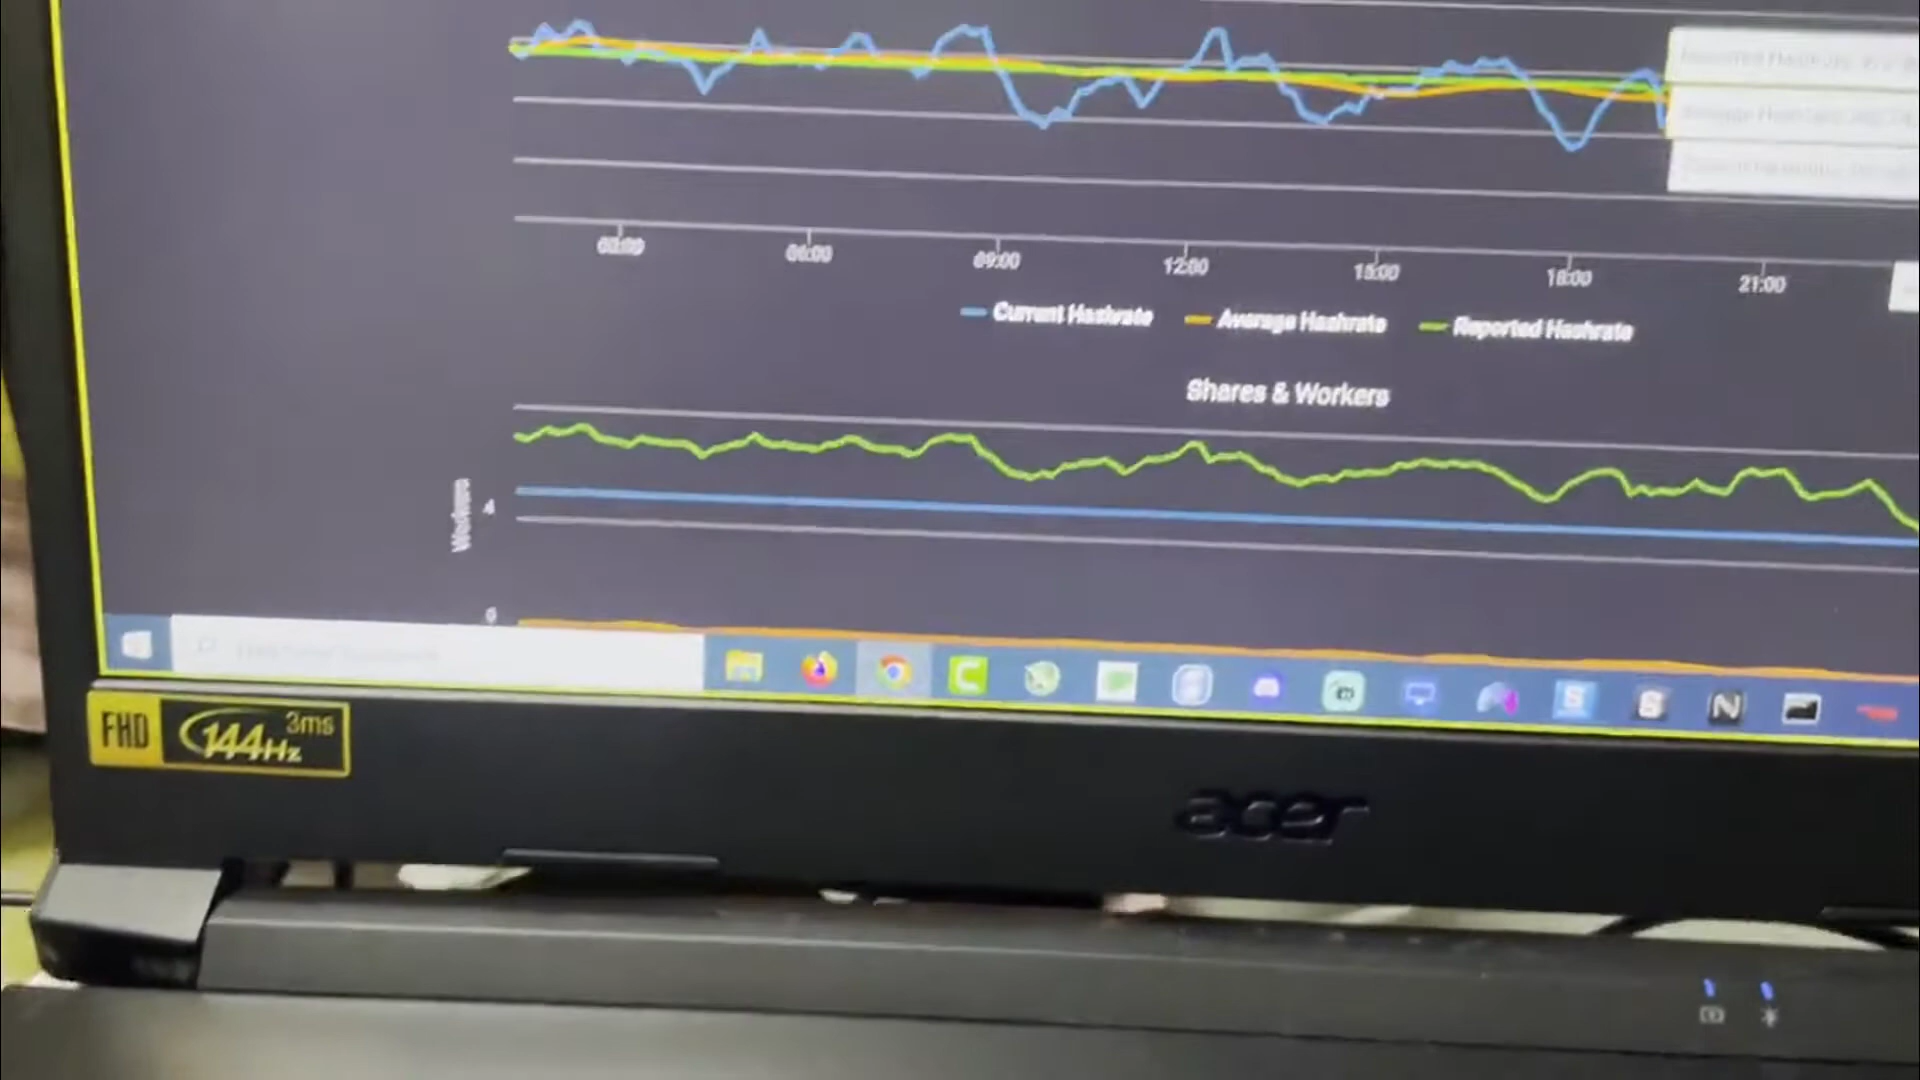 03:00 06:00 09:00 12:00 15:00 18:00 21:00
Current Hashrate Average Hashrate Reported Hashrate
Shares & Workers
Workers
4
0
FHD 144Hz 3ms
acer